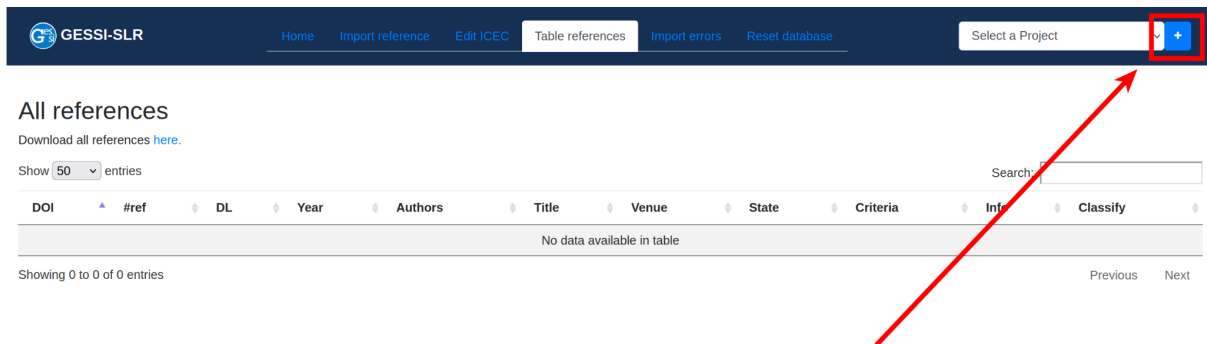 Ges SI GESSI-SLR Home Import reference Edit ICEC Table references Import errors Reset database Select a Project +
All references
Download all references here.
Show 50 entries Search:
DOI #ref DL Year Authors Title Venue State Criteria Info Classify
No data available in table
Showing 0 to 0 of 0 entries Previous Next